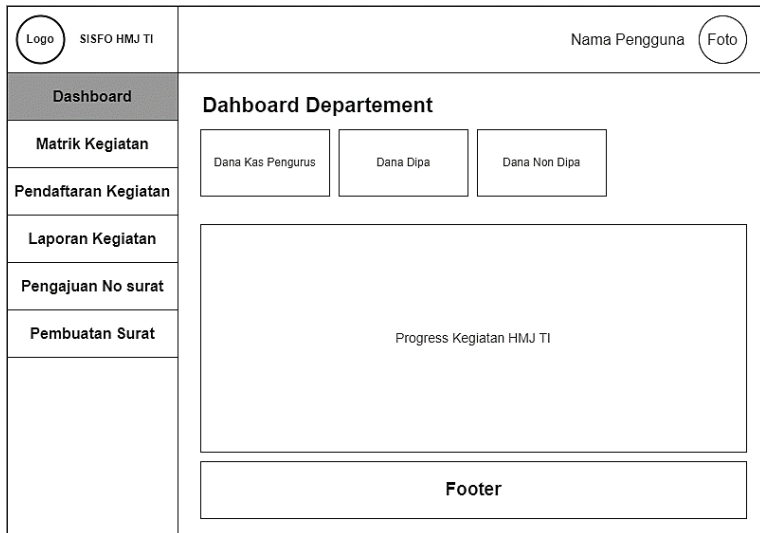 Logo
SISFO HMJ TI
Nama Pengguna
Foto
Dashboard
Matrik Kegiatan
Pendaftaran Kegiatan
Laporan Kegiatan
Pengajuan No surat
Pembuatan Surat
Dahboard Departement
Dana Kas Pengurus
Dana Dipa
Dana Non Dipa
Progress Kegiatan HMJ TI
Footer